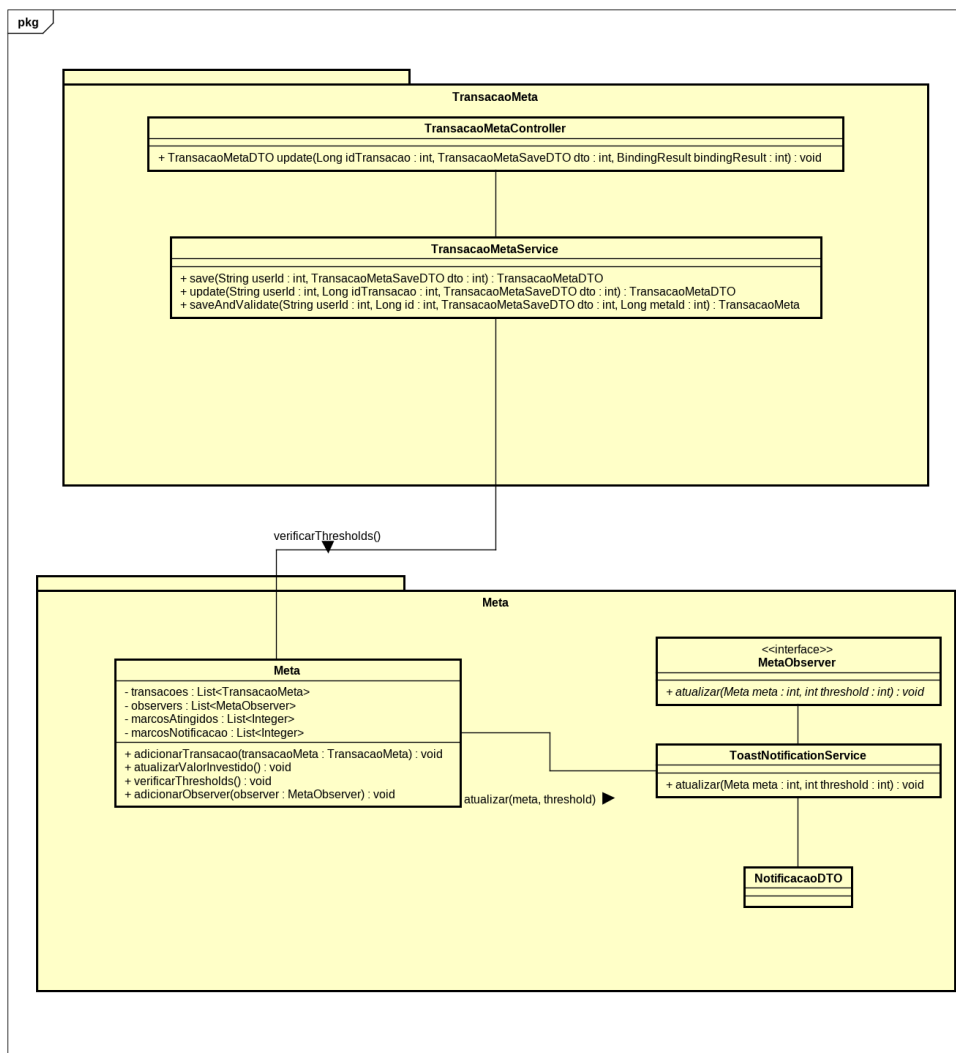 pkg
TransacaoMeta
TransacaoMetaController
+ TransacaoMetaDTO update(Long idTransacao : int, TransacaoMetaSaveDTO dto : int, BindingResult bindingResult : int) : void
TransacaoMetaService
+ save(String userId : int, TransacaoMetaSaveDTO dto : int) : TransacaoMetaDTO
+ update(String userId : int, Long idTransacao : int, TransacaoMetaSaveDTO dto : int) : TransacaoMetaDTO
+ saveAndValidate(String userId : int, Long id : int, TransacaoMetaSaveDTO dto : int, Long metaId : int) : TransacaoMeta
verificarThresholds()
Meta
Meta
- transacoes : List<TransacaoMeta>
- observers : List<MetaObserver>
- marcosAtingidos : List<Integer>
- marcosNotificacao : List<Integer>
+ adicionarTransacao(transacaoMeta : TransacaoMeta) : void
+ atualizarValorInvestido() : void
+ verificarThresholds() : void
+ adicionarObserver(observer : MetaObserver) : void
atualizar(meta, threshold)
<<interface>>
MetaObserver
+ atualizar(Meta meta : int, int threshold : int) : void
ToastNotificationService
+ atualizar(Meta meta : int, int threshold : int) : void
NotificacaoDTO